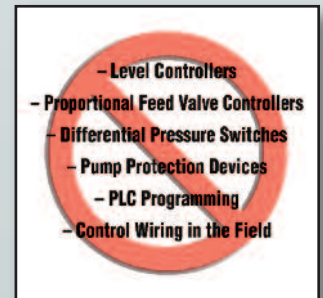 – Level Controllers
– Proportional Feed Valve Controllers
– Differential Pressure Switches
– Pump Protection Devices
– PLC Programming
– Control Wiring in the Field